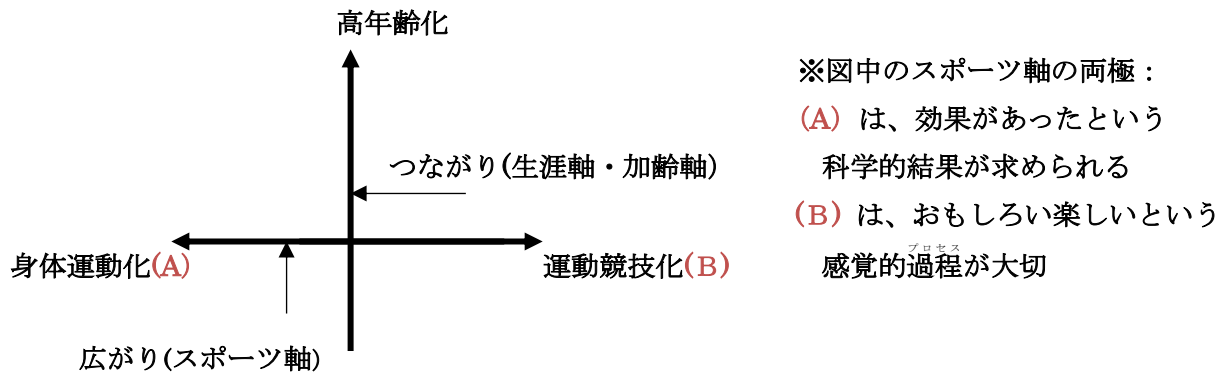 高年齢化
つながり(生涯軸・加齢軸)
身体運動化(A)
運動競技化(B)
広がり(スポーツ軸)
※図中のスポーツ軸の両極：
(A) は、効果があったという
科学的結果が求められる
(B) は、おもしろい楽しいという
プロセス
感覚的過程が大切